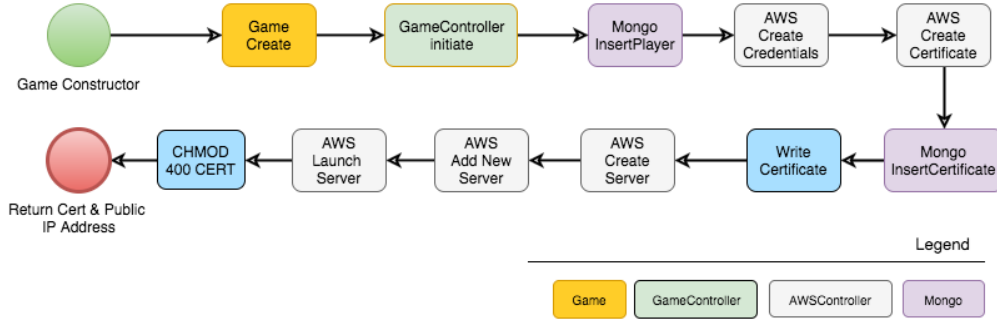 Game
Create
GameController
initiate
Mongo
InsertPlayer
AWS
Create
Credentials
AWS
Create
Certificate
Game Constructor
CHMOD
400 CERT
AWS
Launch
Server
AWS
Add New
Server
AWS
Create
Server
Write
Certificate
Mongo
InsertCertificate
Return Cert & Public
IP Address
Legend
Game
GameController
AWSController
Mongo